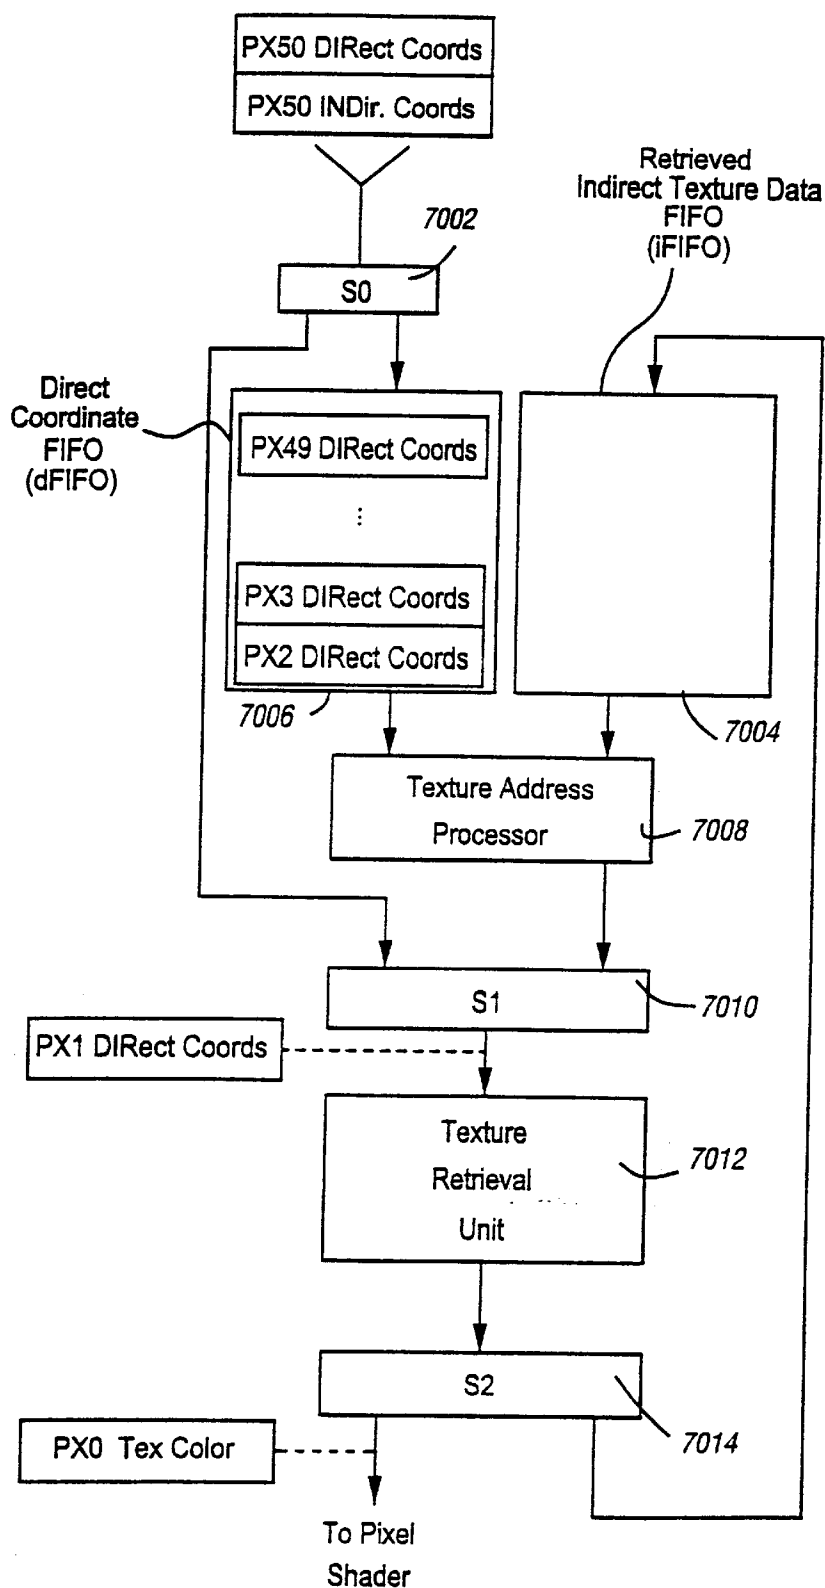 PX50 DIRect Coords
PX50 INDir. Coords
Retrieved
Indirect Texture Data
FIFO
(iFIFO)
7002
S0
Direct
Coordinate
FIFO
(dFIFO)
PX49 DIRect Coords
...
PX3 DIRect Coords
PX2 DIRect Coords
7006
7004
Texture Address
Processor
7008
S1
7010
PX1 DIRect Coords
Texture
Retrieval
Unit
7012
S2
7014
PX0 Tex Color
To Pixel
Shader